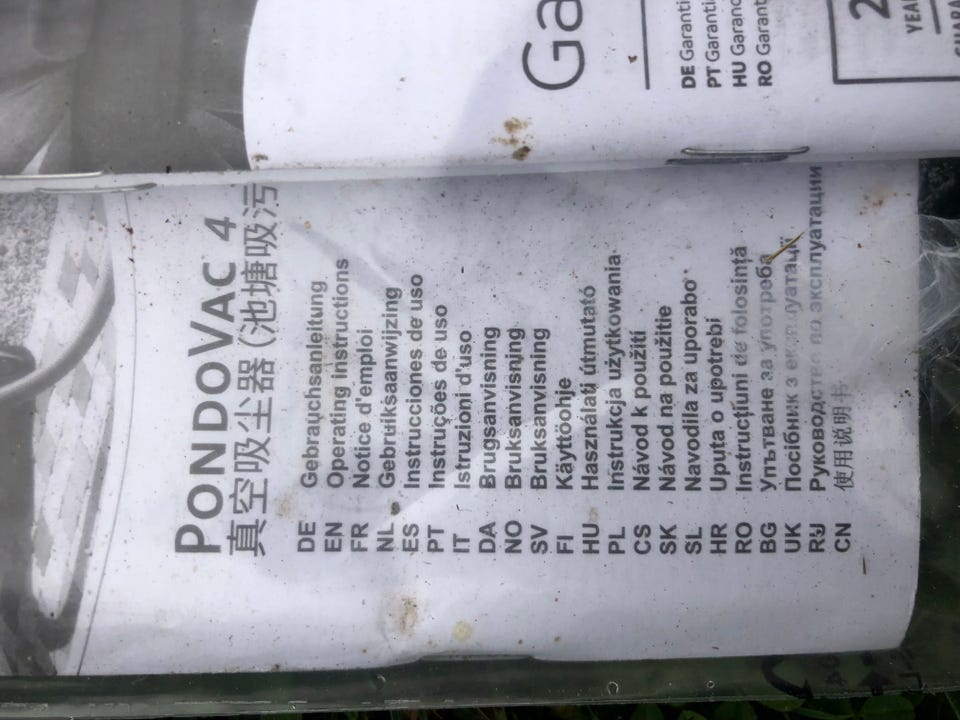 PONDOVAC 4
真空吸尘器(池塘吸污
DE Gebrauchsanleitung
EN Operating instructions
FR Notice d'emploi
NL Gebruiksaanwijzing
ES Instrucciones de uso
PT Instruções de uso
IT Istruzioni d'uso
DA Brugsanvisning
NO Bruksanvisning
SV Bruksanvisning
FI Käyttöohje
HU Használati útmutató
PL Instrukcja użytkowania
CS Návod k použití
SK Návod na použitie
SL Navodila za uporabo
HR Uputa o upotrebi
RO Instrucțiuni de folosință
BG Упътване за употреба
UK Посібник з експлуатації
RU Руководство по эксплуатации
CN 使用说明书
Ga
DE Garanti
PT Garanti
HU Garanc
RO Garant
2
YEAR
GUARA